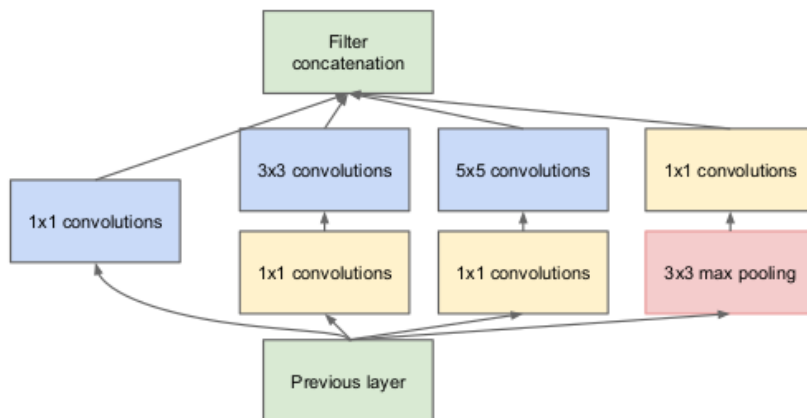 Filter
concatenation
3x3 convolutions
5x5 convolutions
1x1 convolutions
1x1 convolutions
1x1 convolutions
1x1 convolutions
3x3 max pooling
Previous layer